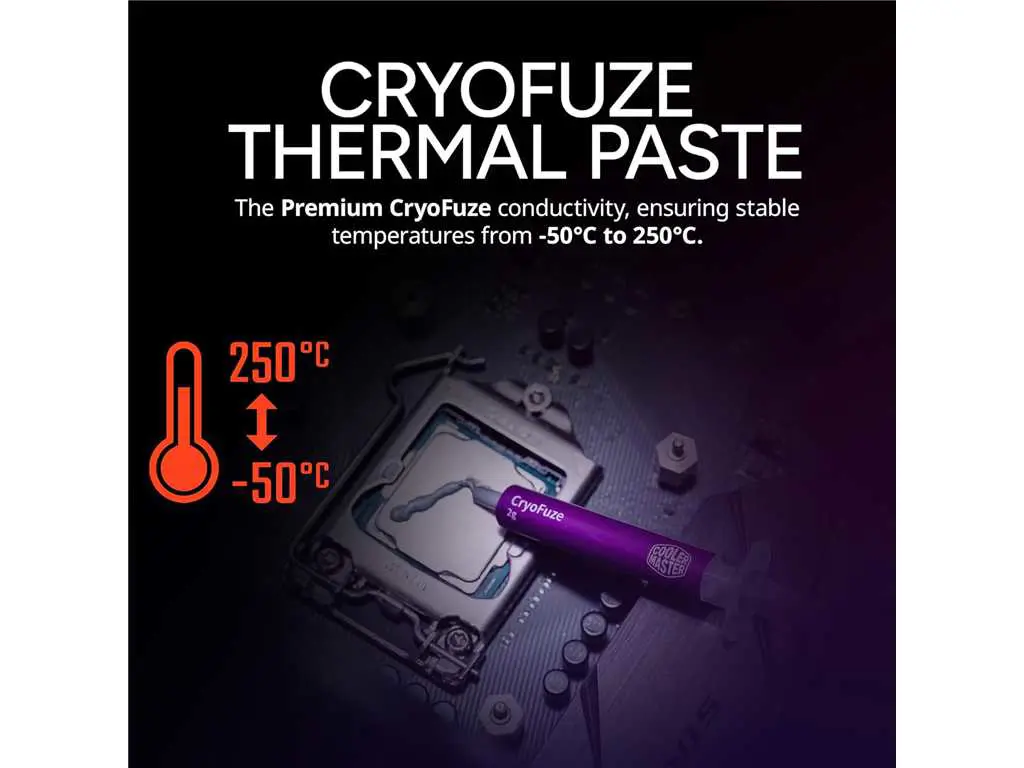 CRYOFUZE
THERMAL PASTE
The Premium CryoFuze conductivity, ensuring stable
temperatures from -50°C to 250°C.
250°C
-50°C
CryoFuze
2g
COOLER
MASTER